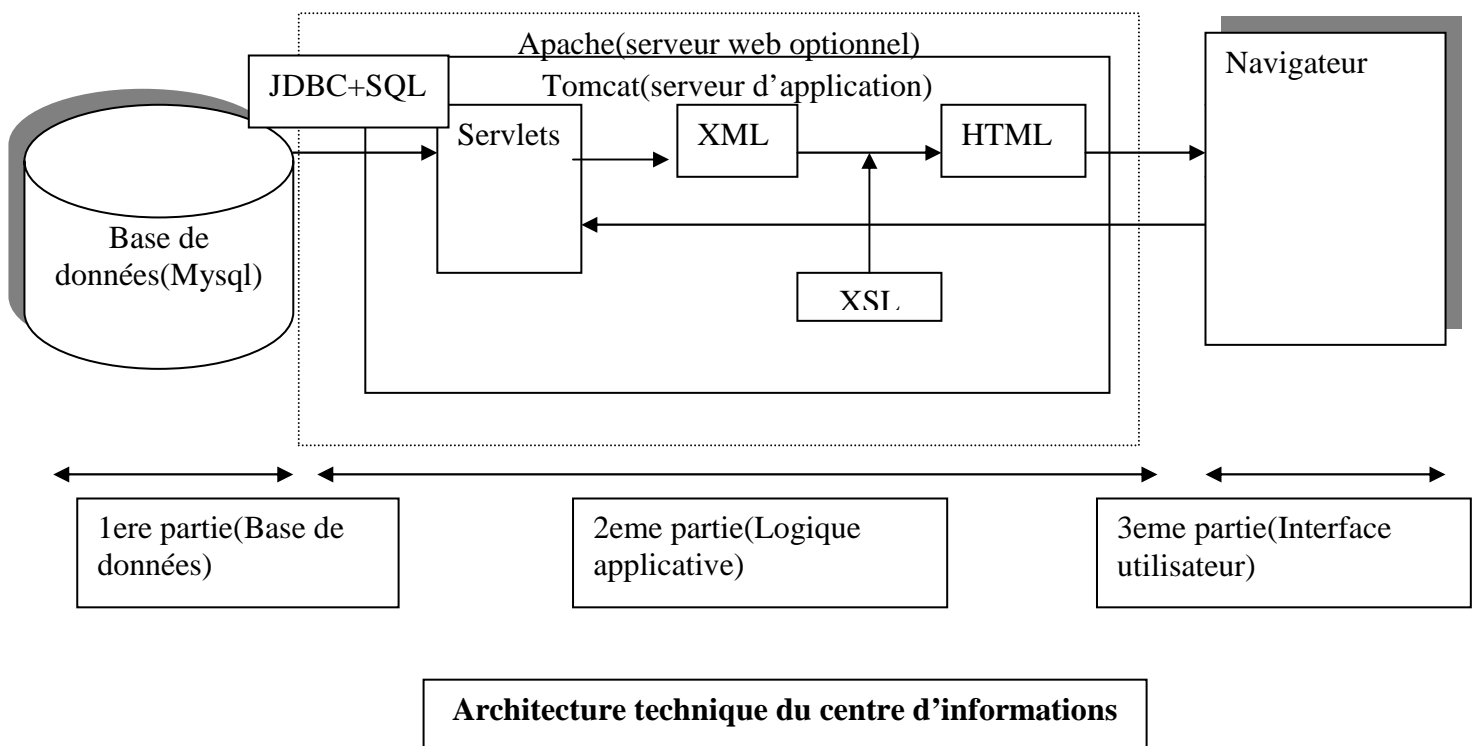 Apache(serveur web optionnel)
JDBC+SQL
Tomcat(serveur d'application)
Navigateur
Servlets
XML
HTML
Base de
données(Mysql)
XSL
1ere partie(Base de
données)
2eme partie(Logique
applicative)
3eme partie(Interface
utilisateur)
Architecture technique du centre d'informations